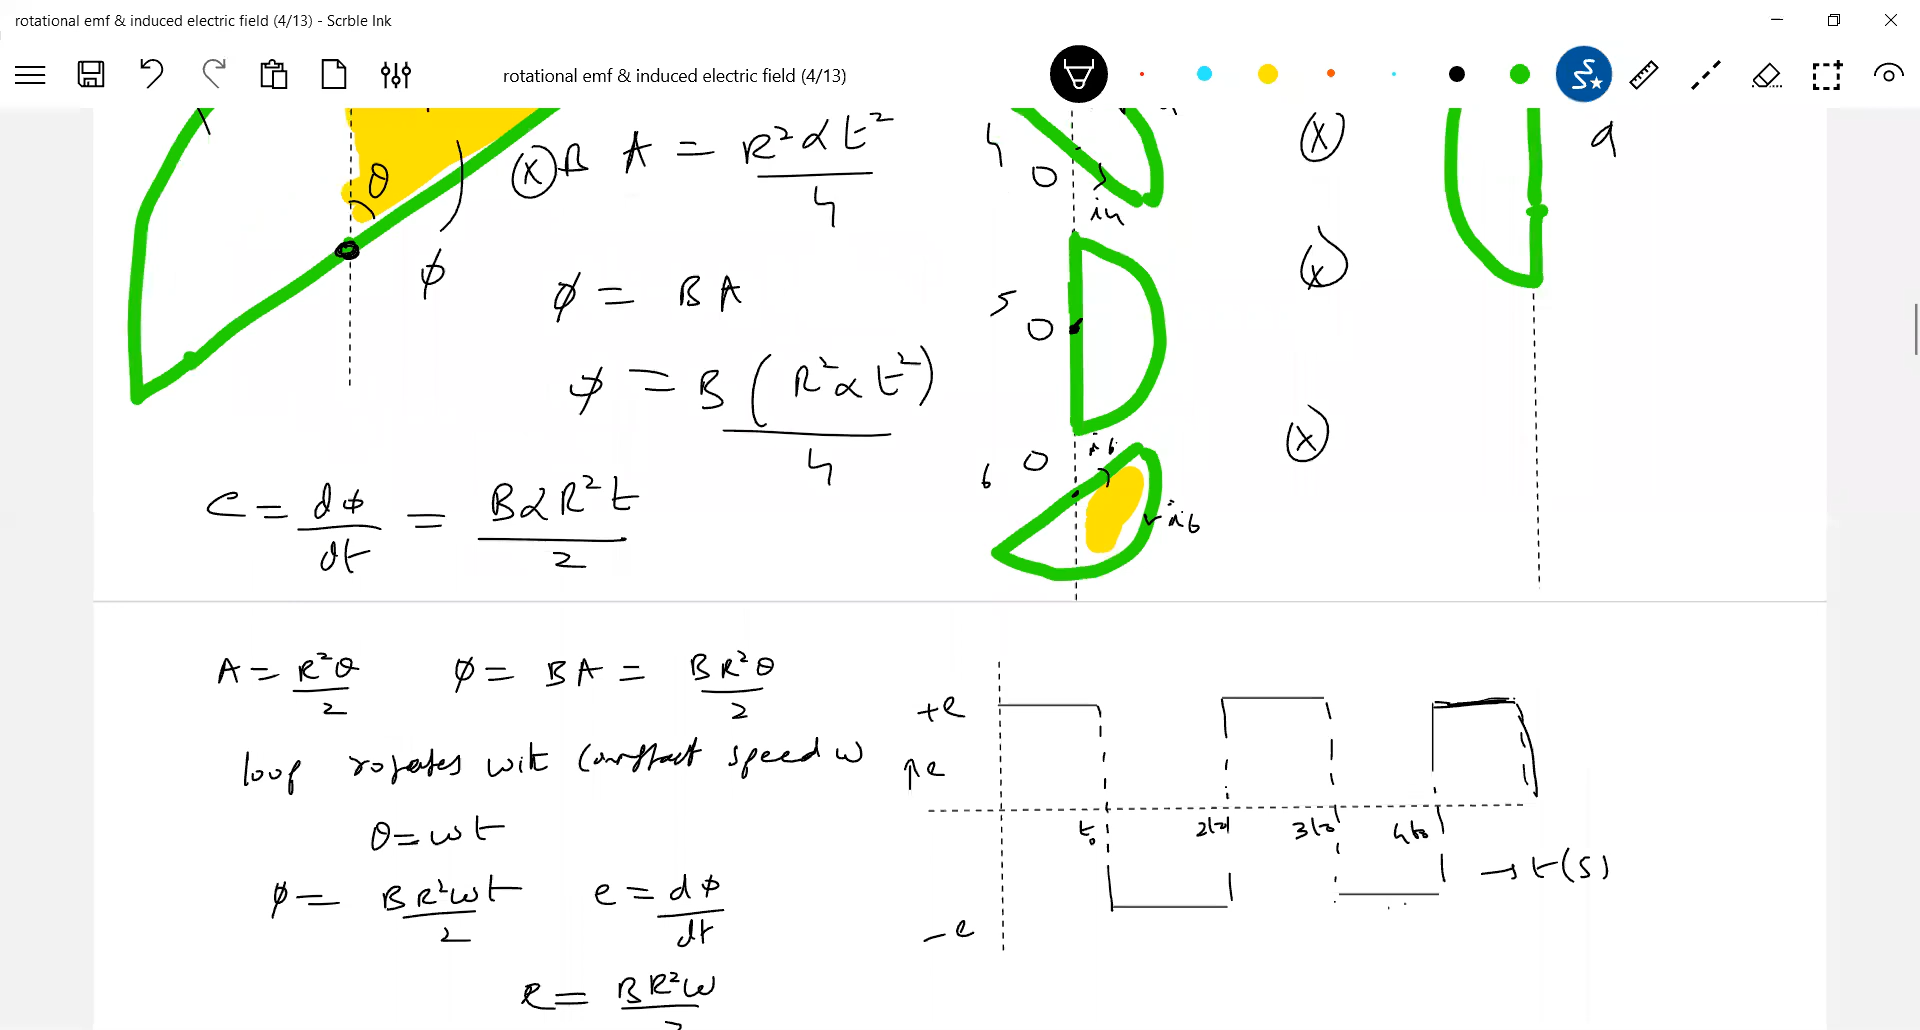 rotational emf & induced electric field (4/13) - Scrble Ink
rotational emf & induced electric field (4/13)
θ
ϕ
(x) B A = R²αt² / 4
ϕ = BA
ϕ = B (R²αt²) / 4
e = dϕ/dt = BαR²t / 2
4 O
in
5 O
6 O
(x)
(x)
(x)
q
A = R²θ / 2 ϕ = BA = BR²θ / 2
loop rotates with constact speed ω
θ = ωt
ϕ = BR²ωt / 2 e = dϕ/dt
e = BR²ω / 2
+e
↑e
-e
t₀ 2t₀ 3t₀ 4t₀
→ t(s)